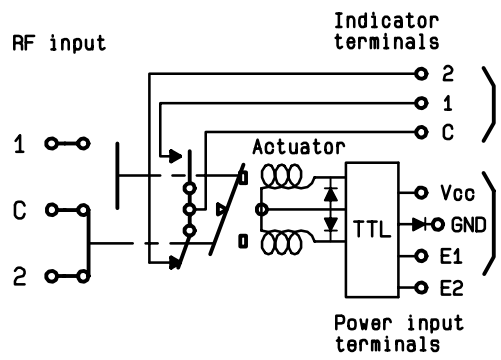 Indicator
terminals
RF input
2
1
C
Actuator
1
C
2
TTL
Vcc
GND
E1
E2
Power input
terminals